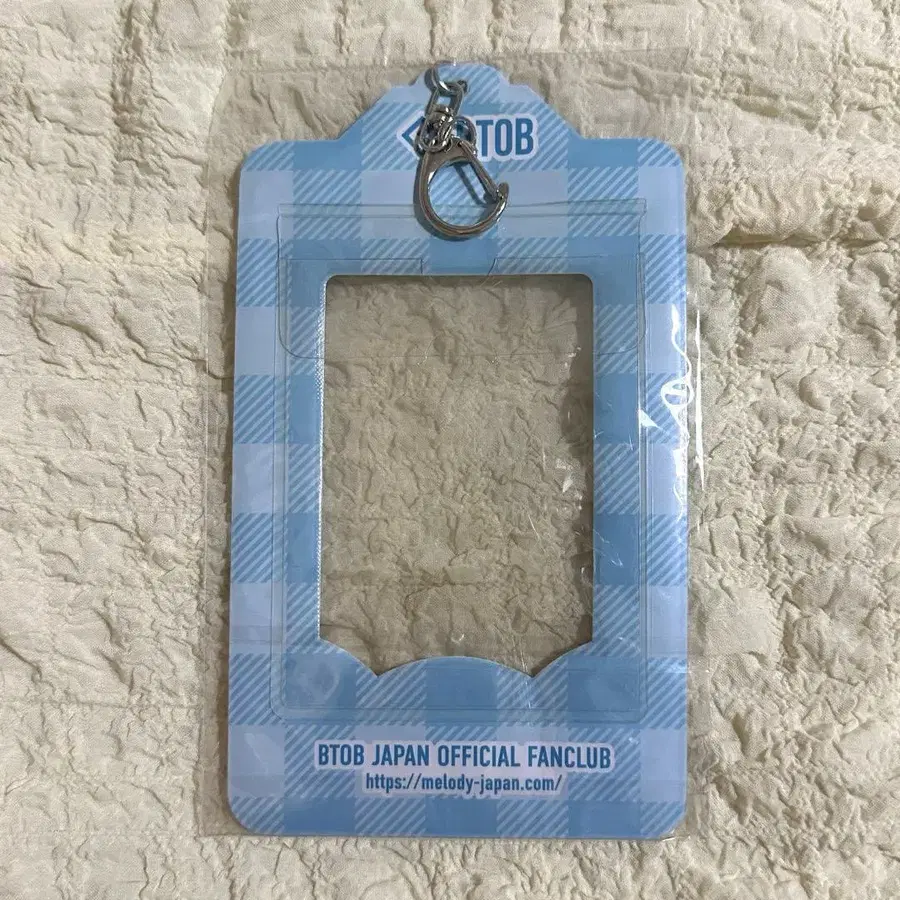 BTOB
BTOB JAPAN OFFICIAL FANCLUB
https://melody-japan.com/